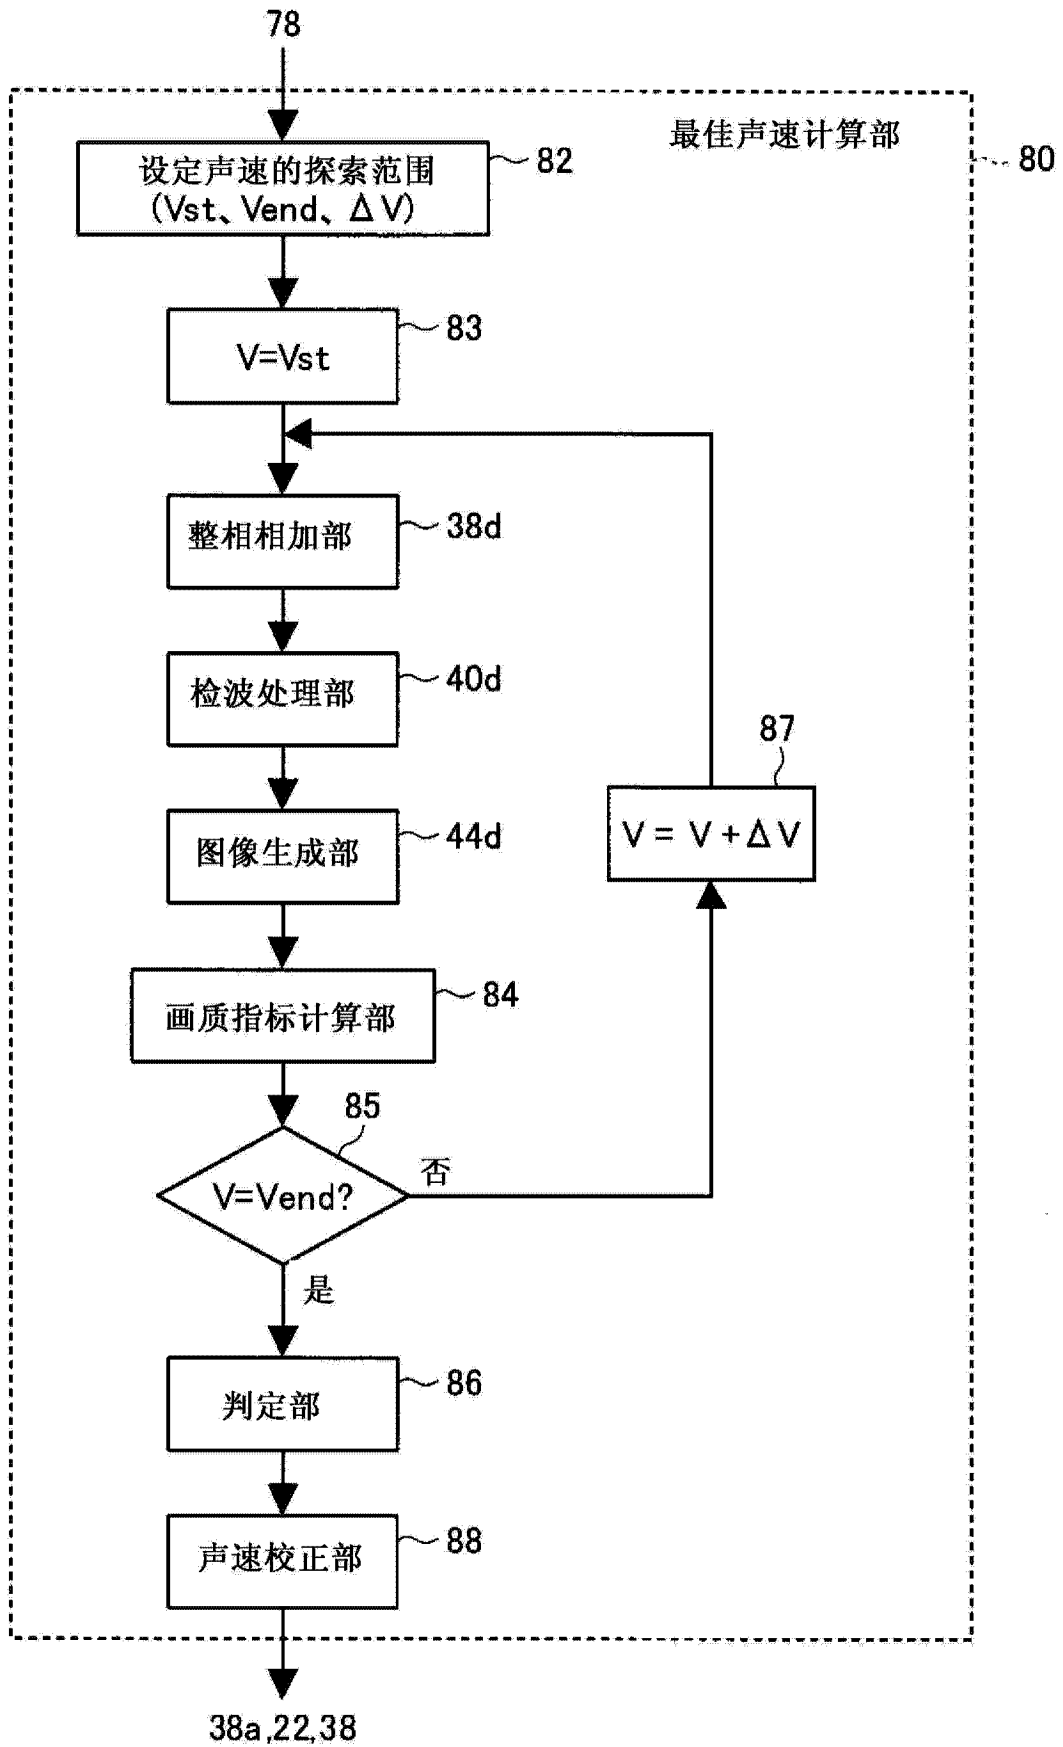 78
最佳声速计算部
80
设定声速的探索范围
(Vst、Vend、ΔV)
82
V=Vst
83
整相相加部
38d
检波处理部
40d
87
V = V + ΔV
图像生成部
44d
画质指标计算部
84
85
V=Vend?
否
是
判定部
86
声速校正部
88
38a,22,38